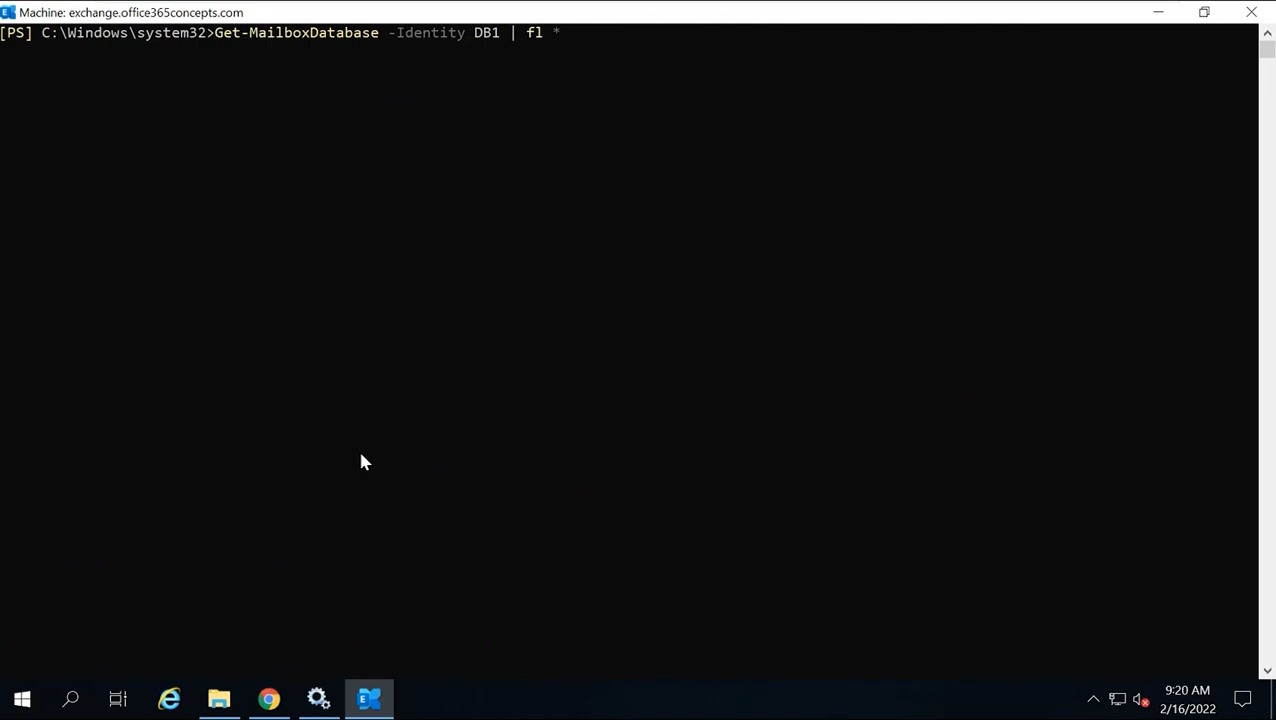 Machine: exchange.office365concepts.com
[PS] C:\Windows\system32>Get-MailboxDatabase -Identity DB1 | fl *
9:20 AM
2/16/2022